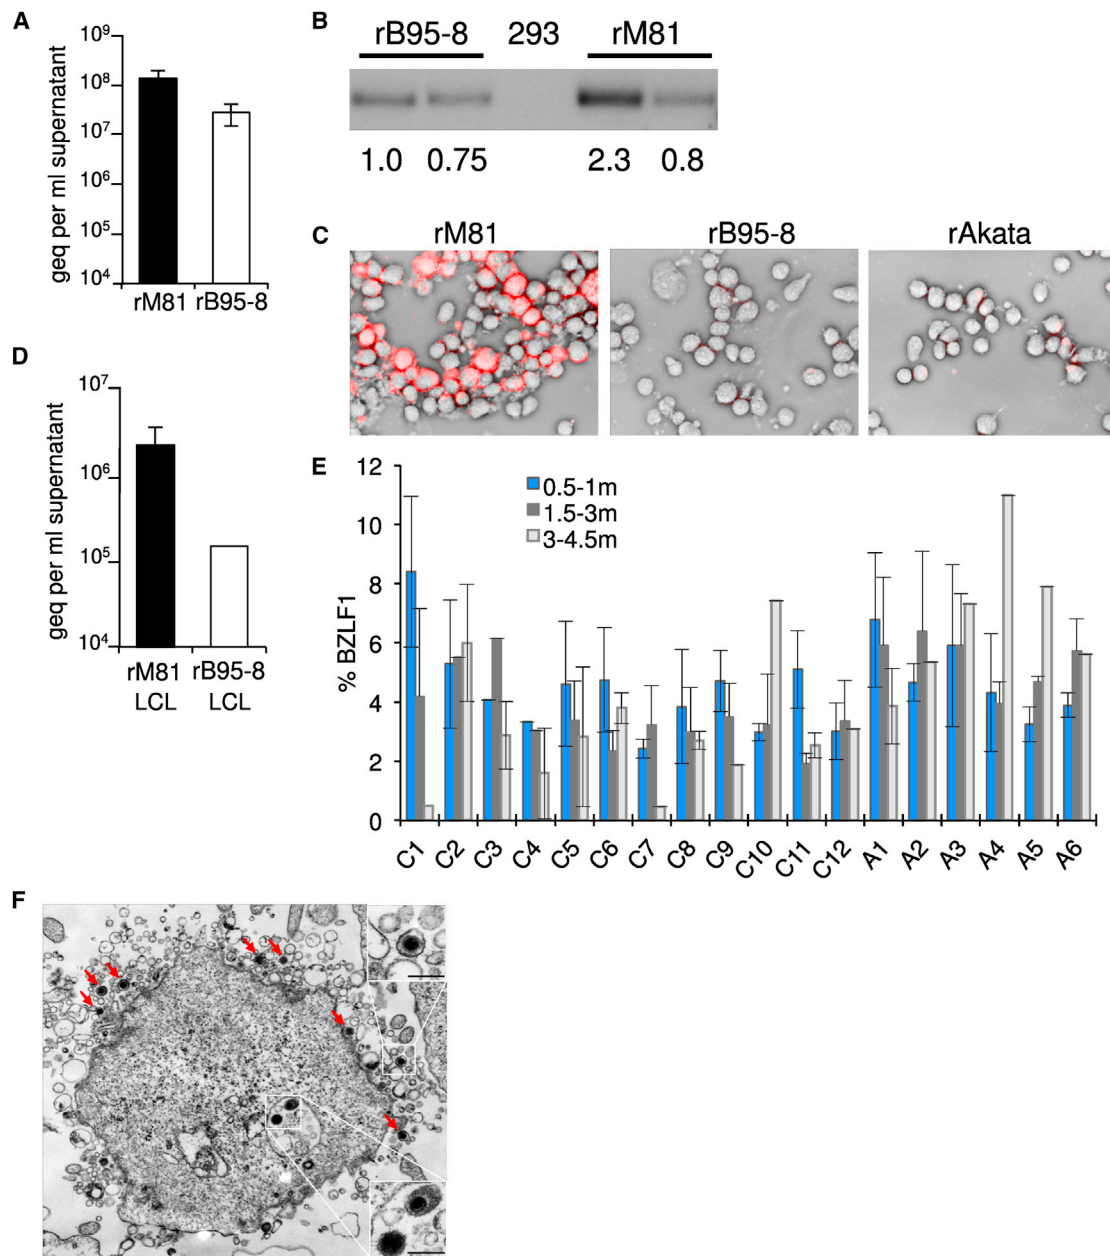 A
geq per ml supernatant
10⁹
10⁸
10⁷
10⁶
10⁵
10⁴
rM81 rB95-8
B
rB95-8 293 rM81
1.0 0.75 2.3 0.8
C
rM81 rB95-8 rAkata
D
geq per ml supernatant
10⁷
10⁶
10⁵
10⁴
rM81 rB95-8
LCL LCL
E
% BZLF1
12
10
8
6
4
2
0
0.5-1m
1.5-3m
3-4.5m
C1 C2 C3 C4 C5 C6 C7 C8 C9 C10 C11 C12 A1 A2 A3 A4 A5 A6
F